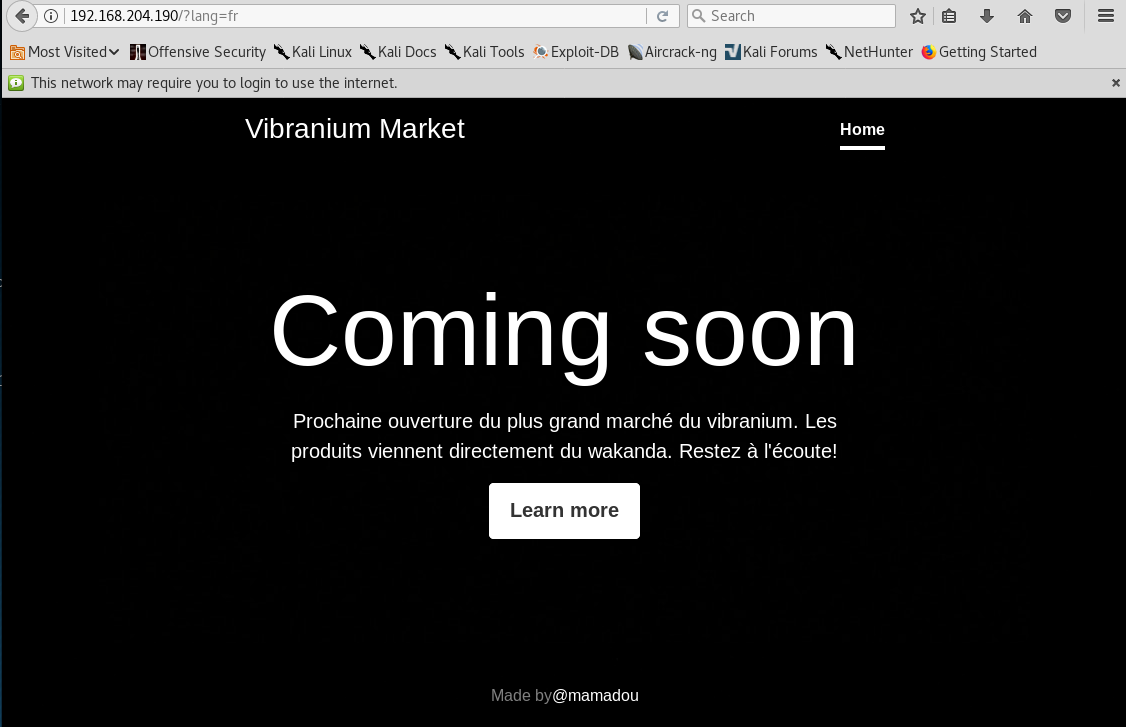 192.168.204.190/?lang=fr
Search
Most Visited
Offensive Security
Kali Linux
Kali Docs
Kali Tools
Exploit-DB
Aircrack-ng
Kali Forums
NetHunter
Getting Started
This network may require you to login to use the internet.
Vibranium Market
Home
Coming soon
Prochaine ouverture du plus grand marché du vibranium. Les
produits viennent directement du wakanda. Restez à l'écoute!
Learn more
Made by@mamadou